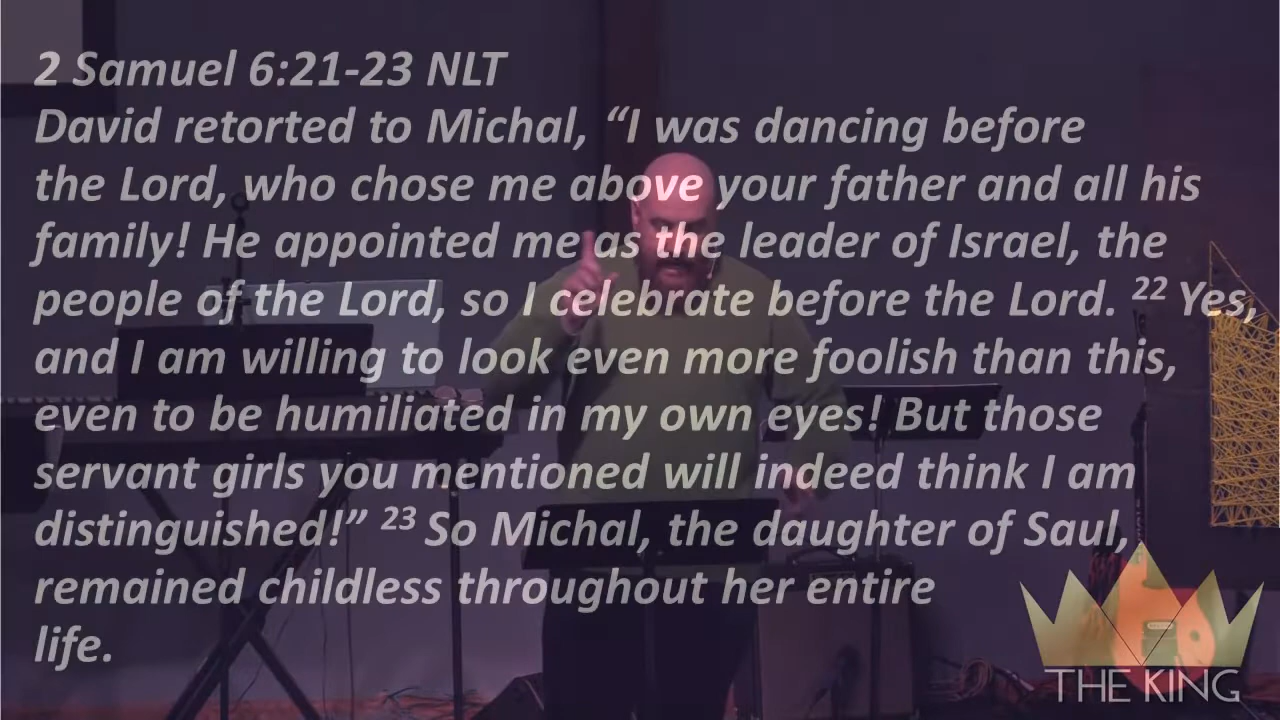 2 Samuel 6:21-23 NLT
David retorted to Michal, “I was dancing before
the Lord, who chose me above your father and all his
family! He appointed me as the leader of Israel, the
people of the Lord, so I celebrate before the Lord. 22 Yes,
and I am willing to look even more foolish than this,
even to be humiliated in my own eyes! But those
servant girls you mentioned will indeed think I am
distinguished!” 23 So Michal, the daughter of Saul,
remained childless throughout her entire
life.
THE KING